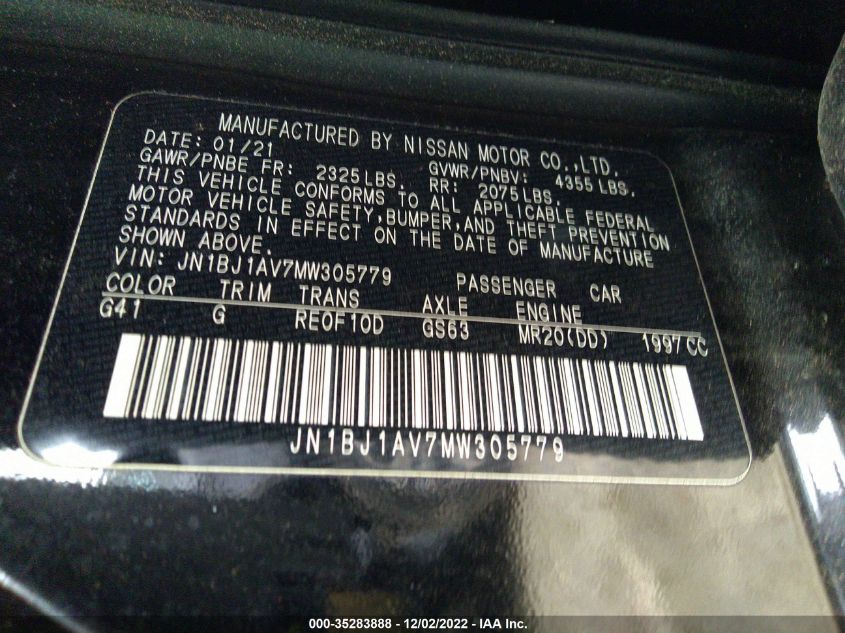 MANUFACTURED BY NISSAN MOTOR CO.,LTD.
DATE: 01/21 GVWR/PNBV: 4355 LBS.
GAWR/PNBE FR: 2325 LBS. RR: 2075 LBS.
THIS VEHICLE CONFORMS TO ALL APPLICABLE FEDERAL
MOTOR VEHICLE SAFETY,BUMPER,AND THEFT PREVENTION
STANDARDS IN EFFECT ON THE DATE OF MANUFACTURE
SHOWN ABOVE.
VIN: JN1BJ1AV7MW305779 PASSENGER CAR
COLOR TRIM TRANS AXLE ENGINE
G41 G RE0F10D GS63 MR20(DD) 1997 CC
JN1BJ1AV7MW305779
000-35283888 - 12/02/2022 - IAA Inc.